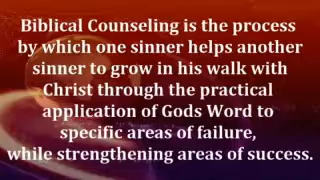 Biblical Counseling is the process
by which one sinner helps another
sinner to grow in his walk with
Christ through the practical
application of Gods Word to
specific areas of failure,
while strengthening areas of success.